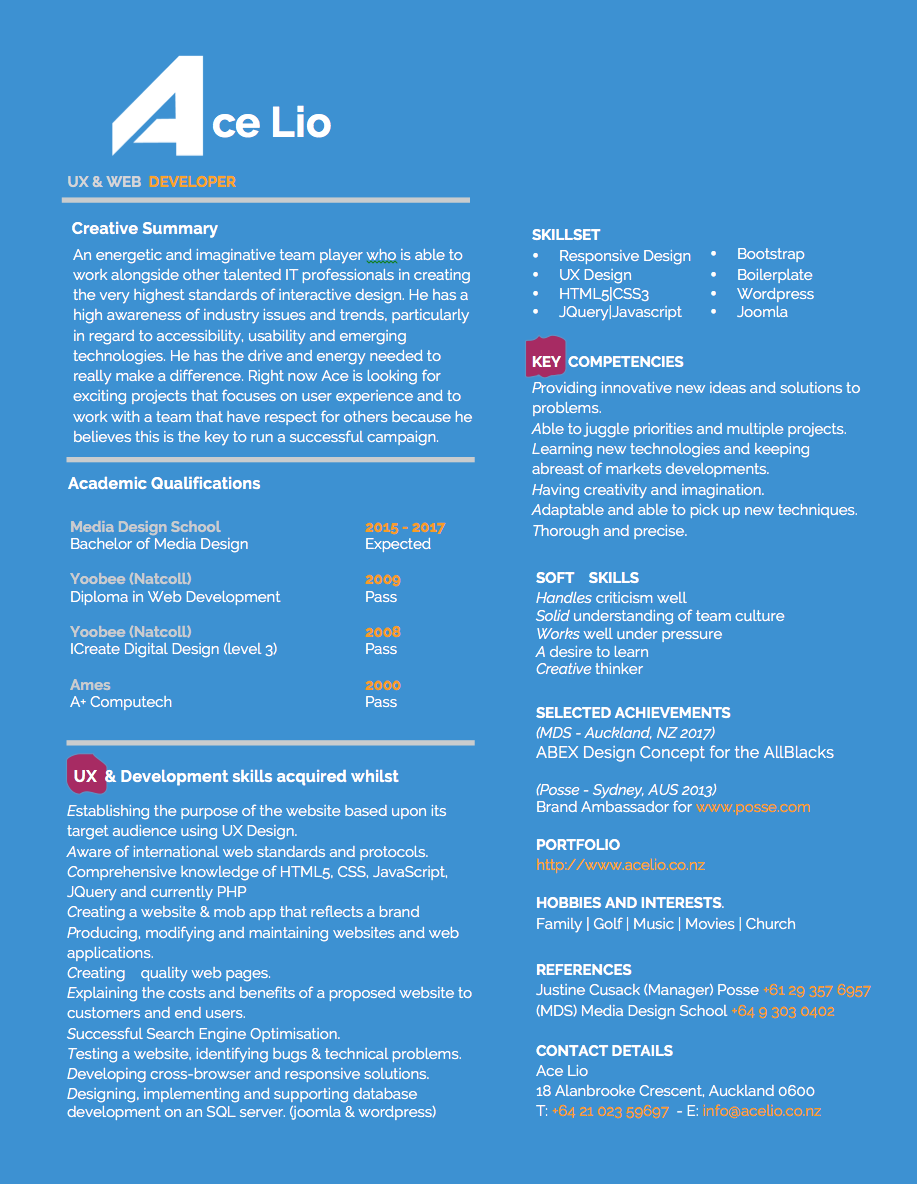 Ace Lio
UX & WEB DEVELOPER
Creative Summary
An energetic and imaginative team player who is able to
work alongside other talented IT professionals in creating
the very highest standards of interactive design. He has a
high awareness of industry issues and trends, particularly
in regard to accessibility, usability and emerging
technologies. He has the drive and energy needed to
really make a difference. Right now Ace is looking for
exciting projects that focuses on user experience and to
work with a team that have respect for others because he
believes this is the key to run a successful campaign.
Academic Qualifications
Media Design School 2015 - 2017
Bachelor of Media Design Expected
Yoobee (Natcoll) 2009
Diploma in Web Development Pass
Yoobee (Natcoll) 2008
ICreate Digital Design (level 3) Pass
Ames 2000
A+ Computech Pass
UX & Development skills acquired whilst
Establishing the purpose of the website based upon its
target audience using UX Design.
Aware of international web standards and protocols.
Comprehensive knowledge of HTML5, CSS, JavaScript,
JQuery and currently PHP
Creating a website & mob app that reflects a brand
Producing, modifying and maintaining websites and web
applications.
Creating quality web pages.
Explaining the costs and benefits of a proposed website to
customers and end users.
Successful Search Engine Optimisation.
Testing a website, identifying bugs & technical problems.
Developing cross-browser and responsive solutions.
Designing, implementing and supporting database
development on an SQL server. (joomla & wordpress)
SKILLSET
• Responsive Design • Bootstrap
• UX Design • Boilerplate
• HTML5|CSS3 • Wordpress
• JQuery|Javascript • Joomla
KEY COMPETENCIES
Providing innovative new ideas and solutions to
problems.
Able to juggle priorities and multiple projects.
Learning new technologies and keeping
abreast of markets developments.
Having creativity and imagination.
Adaptable and able to pick up new techniques.
Thorough and precise.
SOFT SKILLS
Handles criticism well
Solid understanding of team culture
Works well under pressure
A desire to learn
Creative thinker
SELECTED ACHIEVEMENTS
(MDS - Auckland, NZ 2017)
ABEX Design Concept for the AllBlacks
(Posse - Sydney, AUS 2013)
Brand Ambassador for www.posse.com
PORTFOLIO
http://www.acelio.co.nz
HOBBIES AND INTERESTS.
Family | Golf | Music | Movies | Church
REFERENCES
Justine Cusack (Manager) Posse +61 29 357 6957
(MDS) Media Design School +64 9 303 0402
CONTACT DETAILS
Ace Lio
18 Alanbrooke Crescent, Auckland 0600
T: +64 21 023 59697 - E: info@acelio.co.nz